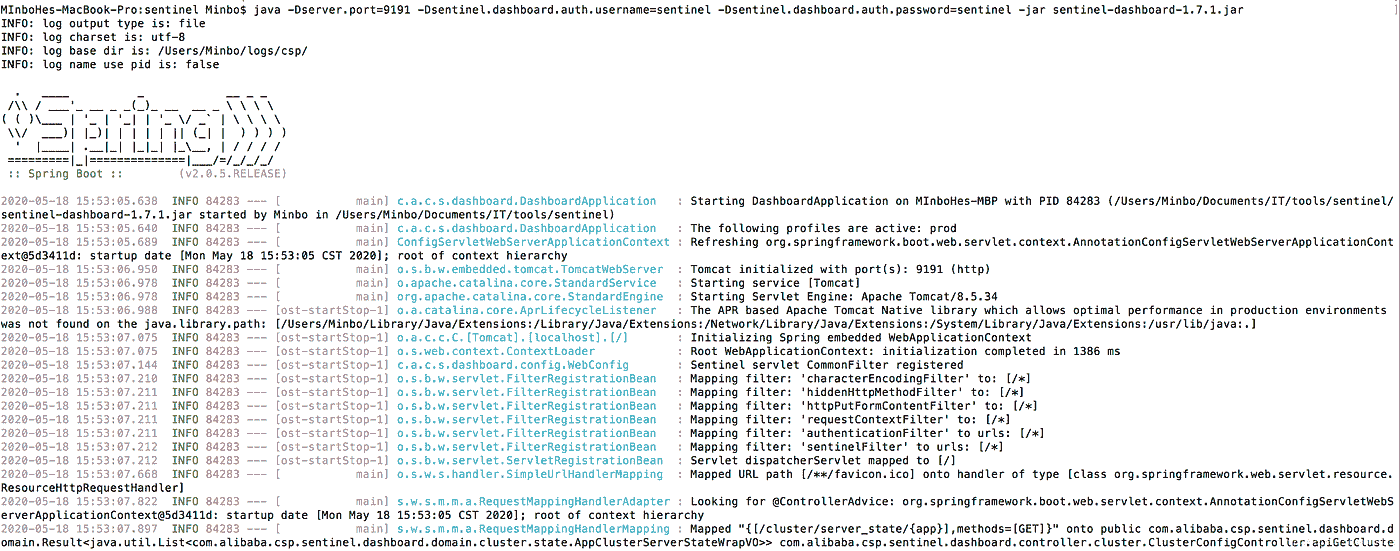 MInboHes-MacBook-Pro:sentinel Minbo$ java -Dserver.port=9191 -Dsentinel.dashboard.auth.username=sentinel -Dsentinel.dashboard.auth.password=sentinel -jar sentinel-dashboard-1.7.1.jar
INFO: log output type is: file
INFO: log charset is: utf-8
INFO: log base dir is: /Users/Minbo/logs/csp/
INFO: log name use pid is: false
  .   ____          _            __ _ _
 /\\ / ___'_ __ _ _(_)_ __  __ _ \ \ \ \
( ( )\___ | '_ | '_| | '_ \/ _` | \ \ \ \
 \\/  ___)| |_)| | | | | || (_| |  ) ) ) )
  '  |____| .__|_| |_|_| |_\__, | / / / /
 =========|_|==============|___/=/_/_/_/
 :: Spring Boot ::        (v2.0.5.RELEASE)
2020-05-18 15:53:05.638  INFO 84283 --- [           main] c.a.c.s.dashboard.DashboardApplication   : Starting DashboardApplication on MInboHes-MBP with PID 84283 (/Users/Minbo/Documents/IT/tools/sentinel/
sentinel-dashboard-1.7.1.jar started by Minbo in /Users/Minbo/Documents/IT/tools/sentinel)
2020-05-18 15:53:05.640  INFO 84283 --- [           main] c.a.c.s.dashboard.DashboardApplication   : The following profiles are active: prod
2020-05-18 15:53:05.689  INFO 84283 --- [           main] ConfigServletWebServerApplicationContext : Refreshing org.springframework.boot.web.servlet.context.AnnotationConfigServletWebServerApplicationCont
ext@5d3411d: startup date [Mon May 18 15:53:05 CST 2020]; root of context hierarchy
2020-05-18 15:53:06.950  INFO 84283 --- [           main] o.s.b.w.embedded.tomcat.TomcatWebServer  : Tomcat initialized with port(s): 9191 (http)
2020-05-18 15:53:06.978  INFO 84283 --- [           main] o.apache.catalina.core.StandardService   : Starting service [Tomcat]
2020-05-18 15:53:06.978  INFO 84283 --- [           main] org.apache.catalina.core.StandardEngine  : Starting Servlet Engine: Apache Tomcat/8.5.34
2020-05-18 15:53:06.988  INFO 84283 --- [ost-startStop-1] o.a.catalina.core.AprLifecycleListener   : The APR based Apache Tomcat Native library which allows optimal performance in production environments
was not found on the java.library.path: [/Users/Minbo/Library/Java/Extensions:/Library/Java/Extensions:/Network/Library/Java/Extensions:/System/Library/Java/Extensions:/usr/lib/java:.]
2020-05-18 15:53:07.075  INFO 84283 --- [ost-startStop-1] o.a.c.c.C.[Tomcat].[localhost].[/]       : Initializing Spring embedded WebApplicationContext
2020-05-18 15:53:07.075  INFO 84283 --- [ost-startStop-1] o.s.web.context.ContextLoader            : Root WebApplicationContext: initialization completed in 1386 ms
2020-05-18 15:53:07.144  INFO 84283 --- [ost-startStop-1] c.a.c.s.dashboard.config.WebConfig       : Sentinel servlet CommonFilter registered
2020-05-18 15:53:07.210  INFO 84283 --- [ost-startStop-1] o.s.b.w.servlet.FilterRegistrationBean   : Mapping filter: 'characterEncodingFilter' to: [/*]
2020-05-18 15:53:07.211  INFO 84283 --- [ost-startStop-1] o.s.b.w.servlet.FilterRegistrationBean   : Mapping filter: 'hiddenHttpMethodFilter' to: [/*]
2020-05-18 15:53:07.211  INFO 84283 --- [ost-startStop-1] o.s.b.w.servlet.FilterRegistrationBean   : Mapping filter: 'httpPutFormContentFilter' to: [/*]
2020-05-18 15:53:07.211  INFO 84283 --- [ost-startStop-1] o.s.b.w.servlet.FilterRegistrationBean   : Mapping filter: 'requestContextFilter' to: [/*]
2020-05-18 15:53:07.211  INFO 84283 --- [ost-startStop-1] o.s.b.w.servlet.FilterRegistrationBean   : Mapping filter: 'authenticationFilter' to urls: [/*]
2020-05-18 15:53:07.212  INFO 84283 --- [ost-startStop-1] o.s.b.w.servlet.FilterRegistrationBean   : Mapping filter: 'sentinelFilter' to urls: [/*]
2020-05-18 15:53:07.212  INFO 84283 --- [ost-startStop-1] o.s.b.w.servlet.ServletRegistrationBean  : Servlet dispatcherServlet mapped to [/]
2020-05-18 15:53:07.668  INFO 84283 --- [           main] o.s.w.s.handler.SimpleUrlHandlerMapping  : Mapped URL path [/**/favicon.ico] onto handler of type [class org.springframework.web.servlet.resource.
ResourceHttpRequestHandler]
2020-05-18 15:53:07.822  INFO 84283 --- [           main] s.w.s.m.m.a.RequestMappingHandlerAdapter : Looking for @ControllerAdvice: org.springframework.boot.web.servlet.context.AnnotationConfigServletWebS
erverApplicationContext@5d3411d: startup date [Mon May 18 15:53:05 CST 2020]; root of context hierarchy
2020-05-18 15:53:07.897  INFO 84283 --- [           main] s.w.s.m.m.a.RequestMappingHandlerMapping : Mapped "{[/cluster/server_state/{app}],methods=[GET]}" onto public com.alibaba.csp.sentinel.dashboard.d
omain.Result<java.util.List<com.alibaba.csp.sentinel.dashboard.domain.cluster.state.AppClusterServerStateWrapVO>> com.alibaba.csp.sentinel.dashboard.controller.cluster.ClusterConfigController.apiGetCluste